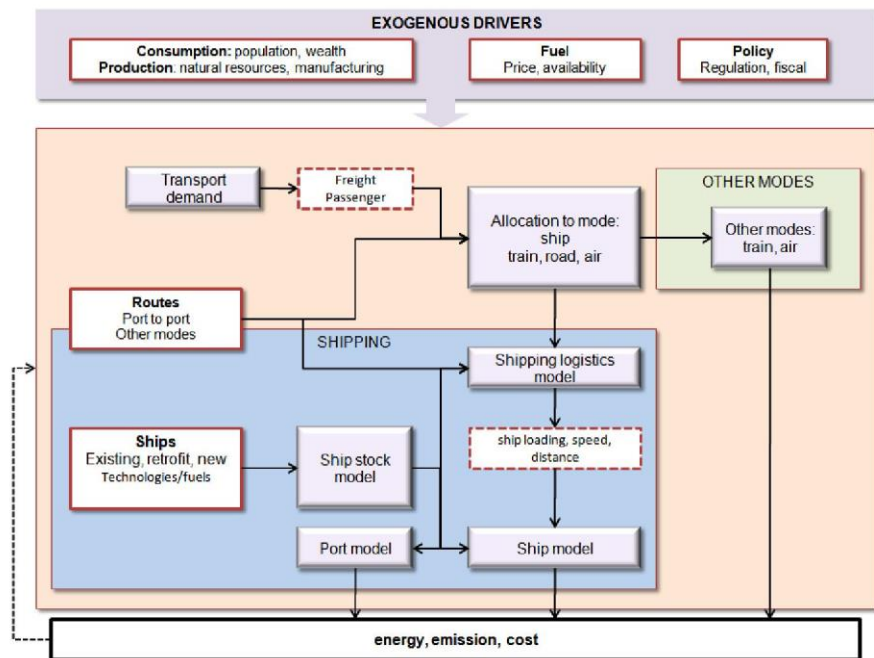 EXOGENOUS DRIVERS
Consumption: population, wealth
Production: natural resources, manufacturing
Fuel
Price, availability
Policy
Regulation, fiscal
Transport
demand
Freight
Passenger
Allocation to mode:
ship
train, road, air
OTHER MODES
Other modes:
train, air
Routes
Port to port
Other modes
SHIPPING
Shipping logistics
model
Ships
Existing, retrofit, new
Technologies/fuels
Ship stock
model
ship loading, speed,
distance
Port model
Ship model
energy, emission, cost